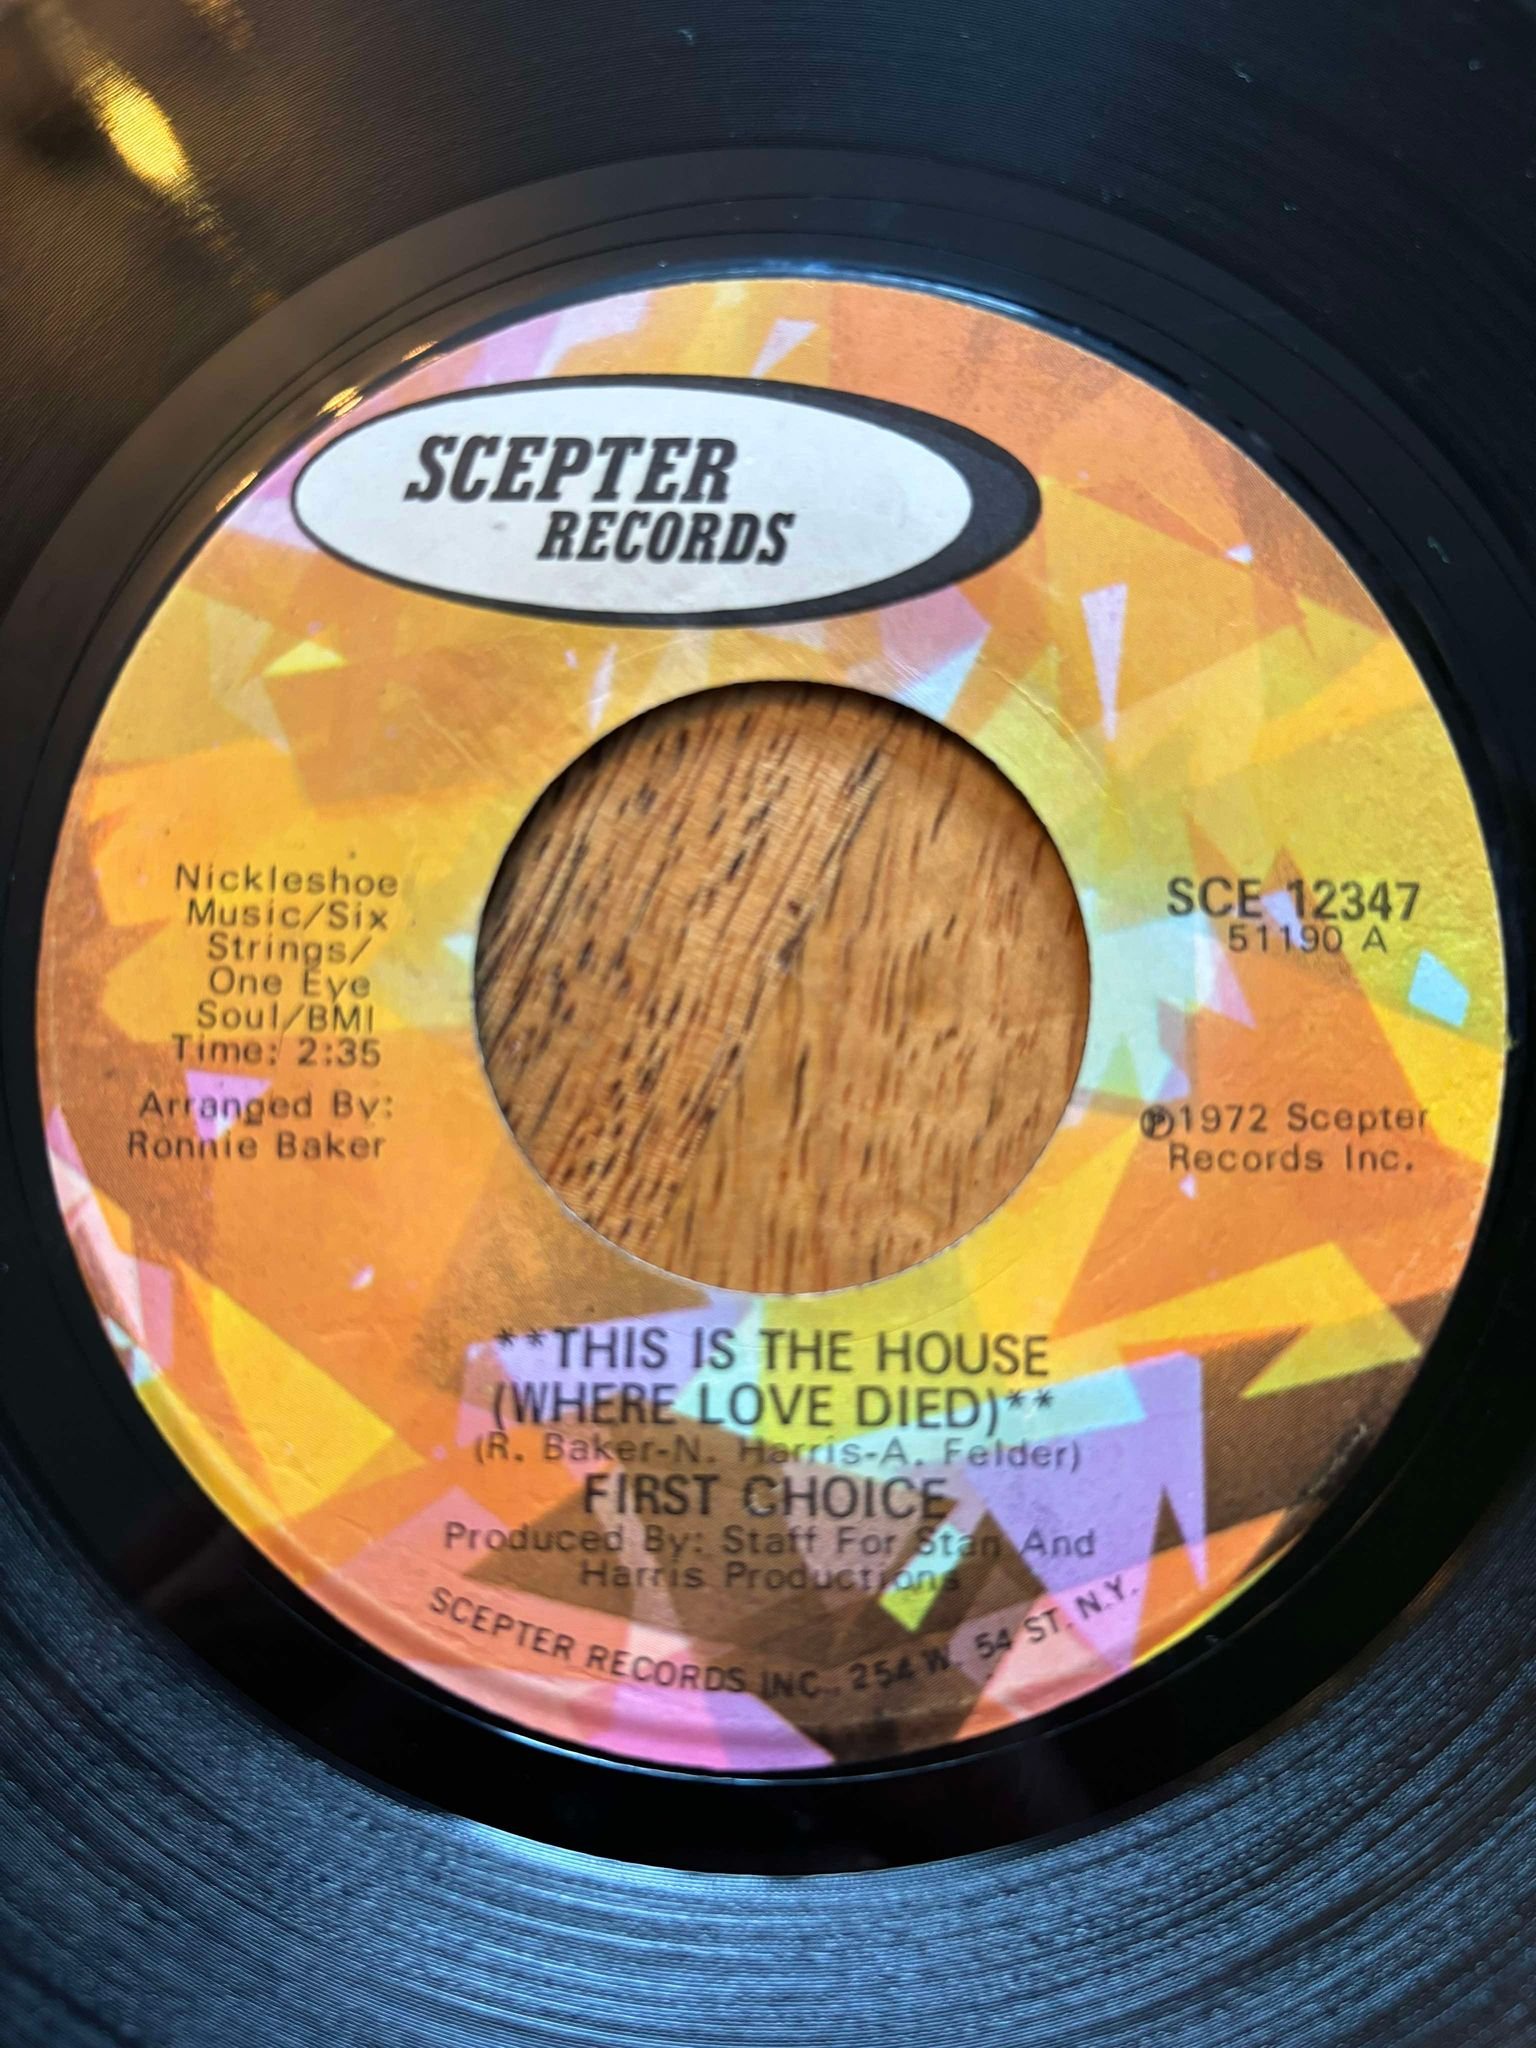 SCEPTER
RECORDS
Nickleshoe
Music/Six
Strings/
One Eye
Soul/BMI
Time: 2:35
Arranged By:
Ronnie Baker
SCE 12347
51190 A
℗1972 Scepter
Records Inc.
**THIS IS THE HOUSE
(WHERE LOVE DIED)**
(R. Baker-N. Harris-A. Felder)
FIRST CHOICE
Produced By: Staff For Stan And
Harris Productions
SCEPTER RECORDS INC., 254 W. 54 ST. N.Y.